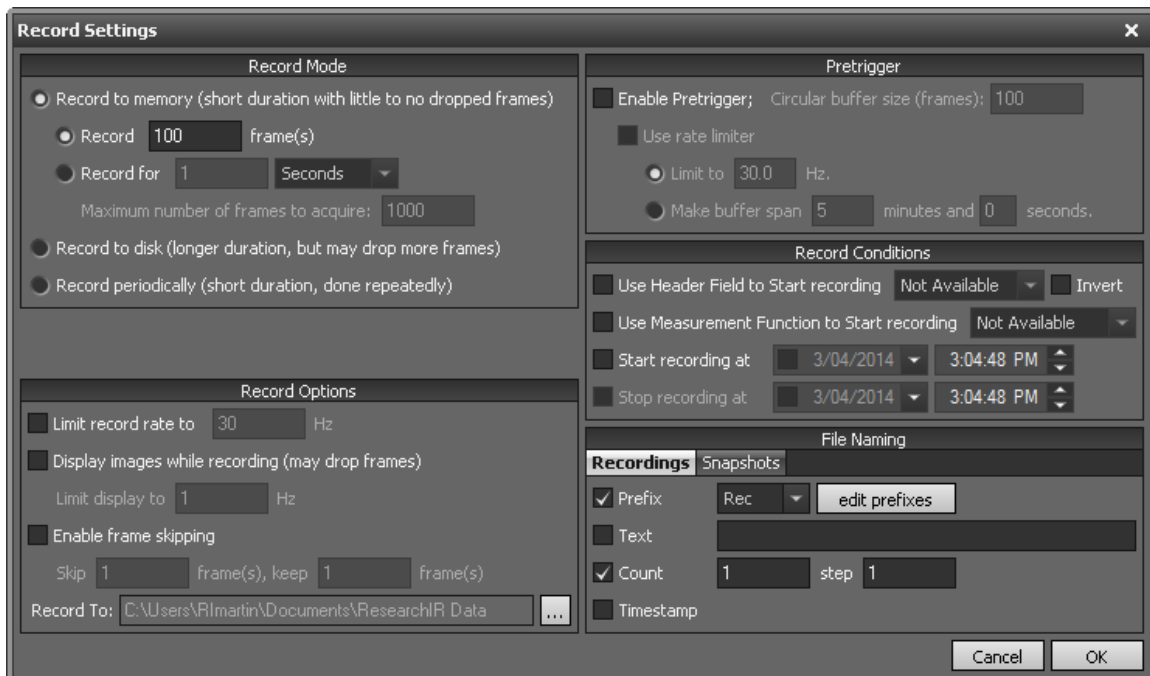 Record Settings
Record Mode
Record to memory (short duration with little to no dropped frames)
Record 100 frame(s)
Record for 1 Seconds
Maximum number of frames to acquire: 1000
Record to disk (longer duration, but may drop more frames)
Record periodically (short duration, done repeatedly)
Record Options
Limit record rate to 30 Hz
Display images while recording (may drop frames)
Limit display to 1 Hz
Enable frame skipping
Skip 1 frame(s), keep 1 frame(s)
Record To: C:\Users\RImartin\Documents\ResearchIR Data ...
Pretrigger
Enable Pretrigger; Circular buffer size (frames): 100
Use rate limiter
Limit to 30.0 Hz.
Make buffer span 5 minutes and 0 seconds.
Record Conditions
Use Header Field to Start recording Not Available Invert
Use Measurement Function to Start recording Not Available
Start recording at 3/04/2014 3:04:48 PM
Stop recording at 3/04/2014 3:04:48 PM
File Naming
Recordings Snapshots
Prefix Rec edit prefixes
Text
Count 1 step 1
Timestamp
Cancel OK